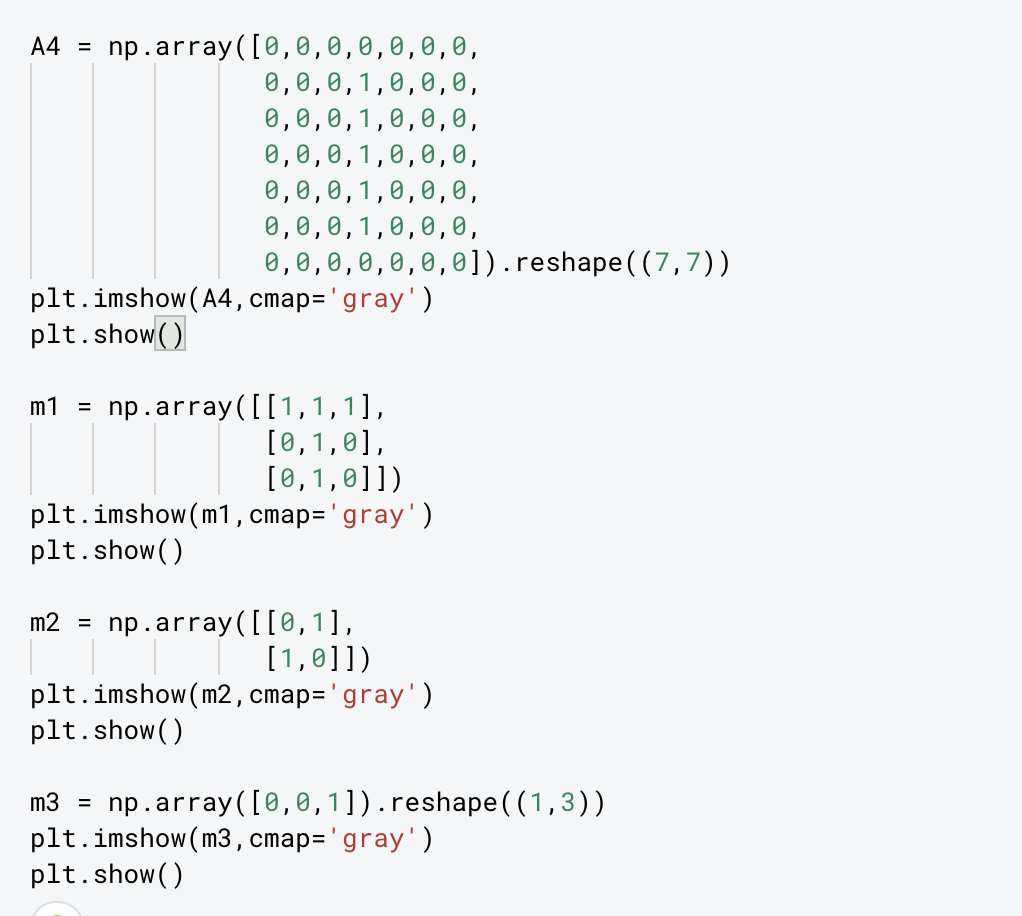 A4 = np.array([0,0,0,0,0,0,0,
               0,0,0,1,0,0,0,
               0,0,0,1,0,0,0,
               0,0,0,1,0,0,0,
               0,0,0,1,0,0,0,
               0,0,0,1,0,0,0,
               0,0,0,0,0,0,0]).reshape((7,7))
plt.imshow(A4,cmap='gray')
plt.show()

m1 = np.array([[1,1,1],
               [0,1,0],
               [0,1,0]])
plt.imshow(m1,cmap='gray')
plt.show()

m2 = np.array([[0,1],
               [1,0]])
plt.imshow(m2,cmap='gray')
plt.show()

m3 = np.array([0,0,1]).reshape((1,3))
plt.imshow(m3,cmap='gray')
plt.show()